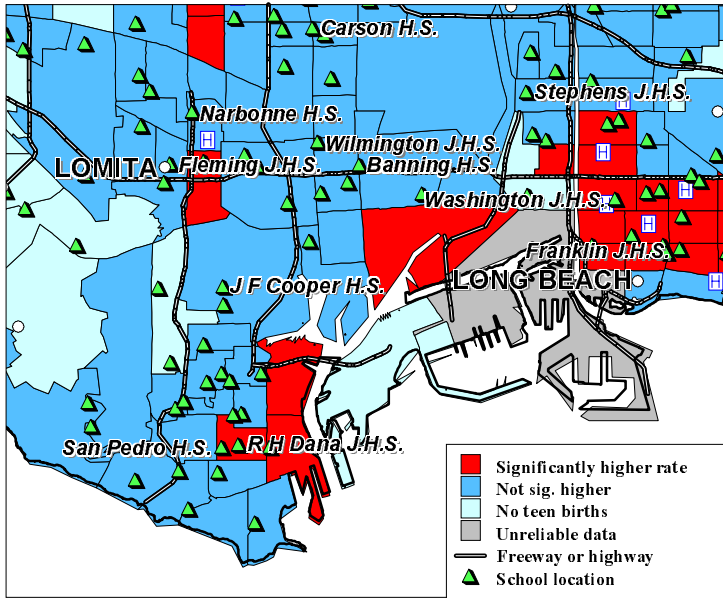 Carson H.S.
Stephens J.H.S.
H
Narbonne H.S.
H
Wilmington J.H.S.
H
LOMITA
Fleming J.H.S.
Banning H.S.
H
Washington J.H.S.
H
H
Franklin J.H.S.
J F Cooper H.S.
LONG BEACH
H
San Pedro H.S.
R H Dana J.H.S.
Significantly higher rate
Not sig. higher
No teen births
Unreliable data
Freeway or highway
School location